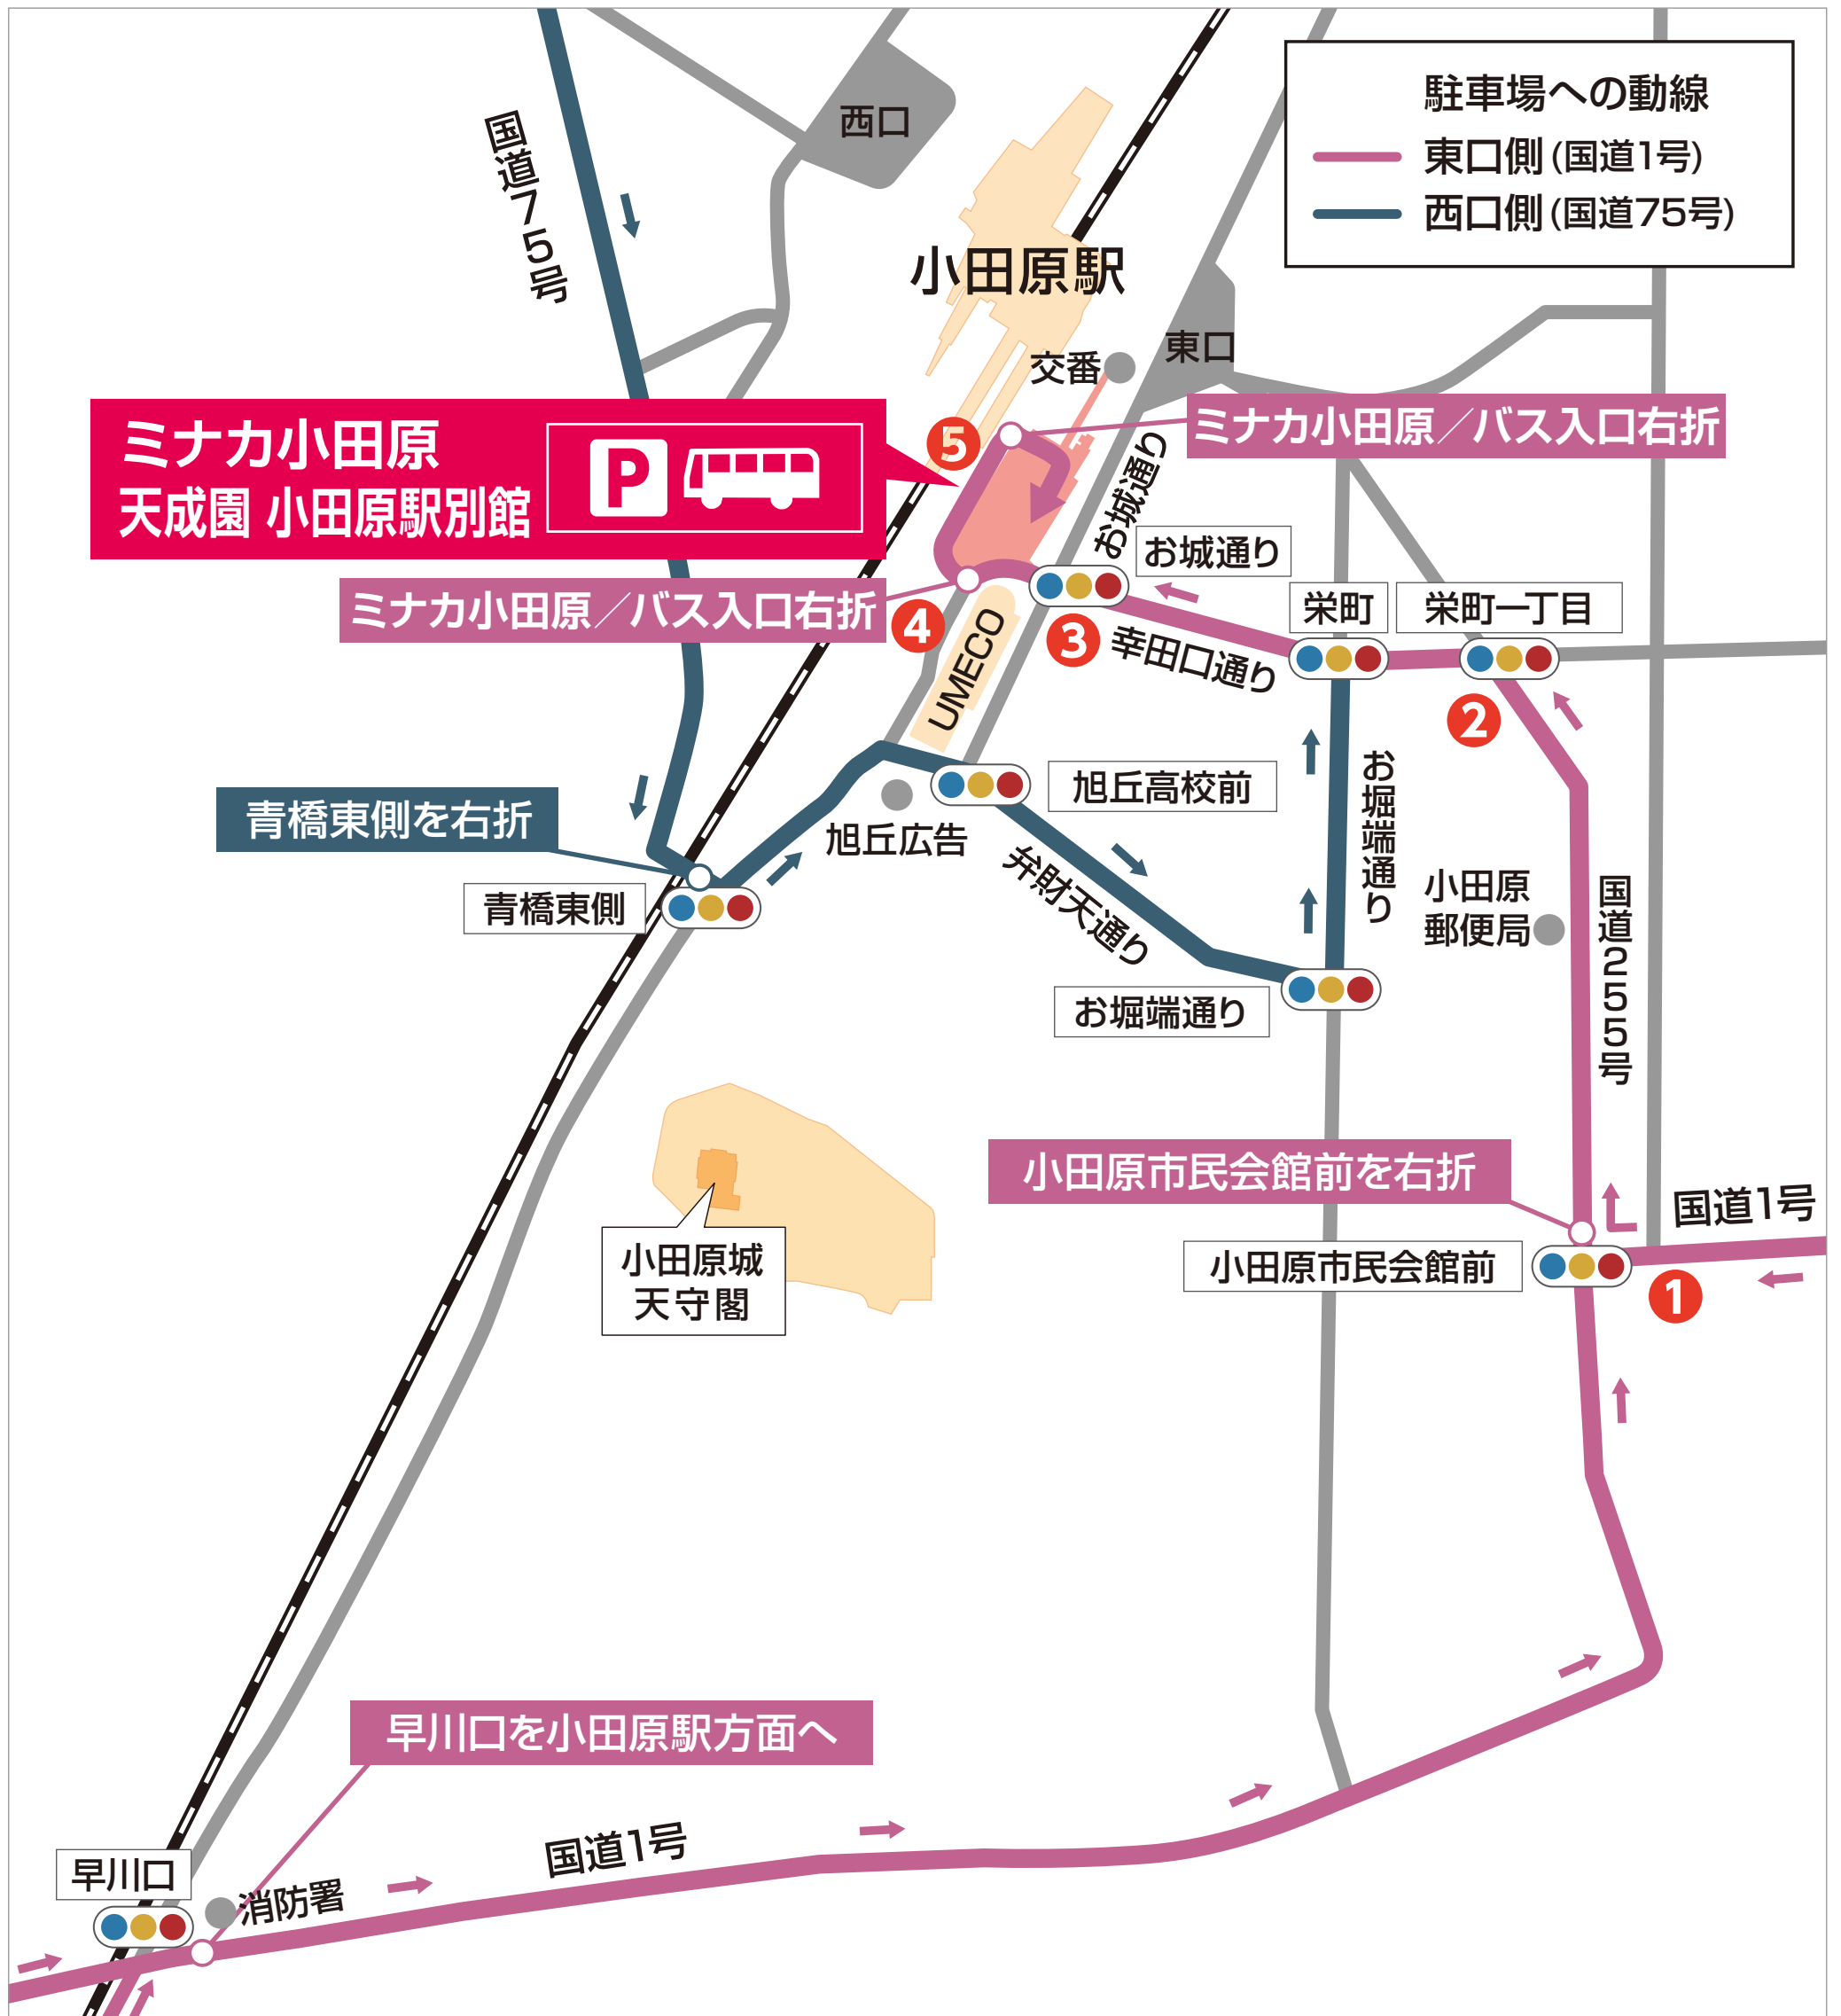 駐車場への動線
東口側 (国道1号)
西口側 (国道75号)
国道75号
西口
小田原駅
交番
東口
ミナカ小田原
天成園 小田原駅別館
P
5
ミナカ小田原／バス入口右折
お城通り
お城通り
ミナカ小田原／バス入口右折
4
3
UMECO
幸田口通り
栄町
栄町一丁目
2
青橋東側を右折
青橋東側
旭丘広告
旭丘高校前
弁財天通り
お堀端通り
お堀端通り
小田原
郵便局
国道255号
小田原市民会館前を右折
国道1号
小田原市民会館前
1
小田原城
天守閣
早川口を小田原駅方面へ
国道1号
早川口
消防署